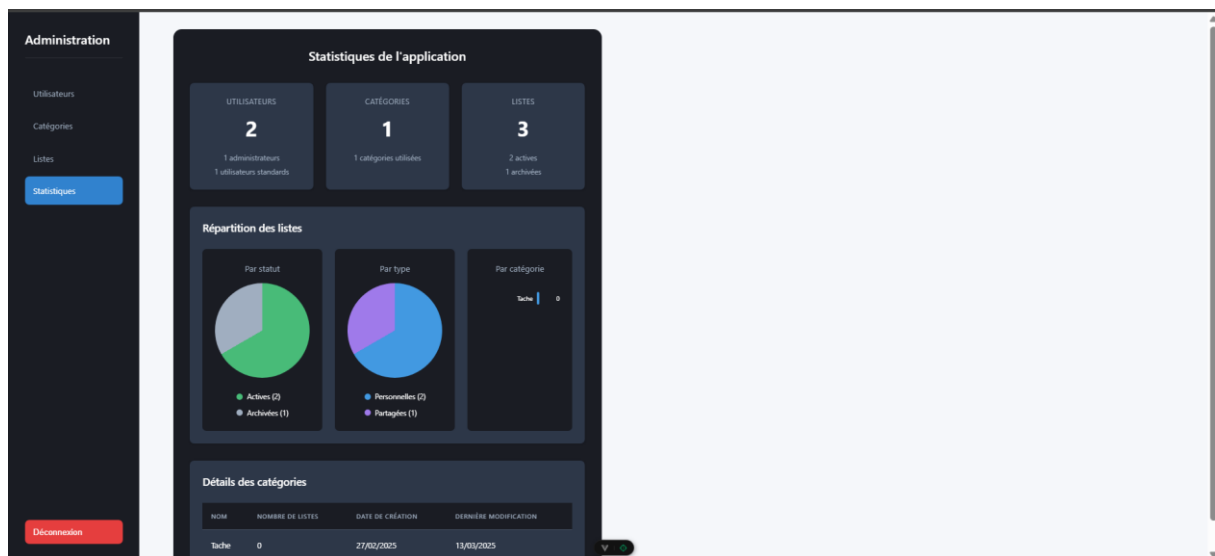 Administration
Utilisateurs
Catégories
Listes
Statistiques
Déconnexion
Statistiques de l'application
UTILISATEURS
2
1 administrateurs
1 utilisateurs standards
CATÉGORIES
1
1 catégories utilisées
LISTES
3
2 actives
1 archivées
Répartition des listes
Par statut
Actives (2)
Archivées (1)
Par type
Personnelles (2)
Partagées (1)
Par catégorie
Tache 0
Détails des catégories
NOM NOMBRE DE LISTES DATE DE CRÉATION DERNIÈRE MODIFICATION
Tache 0 27/02/2025 13/03/2025